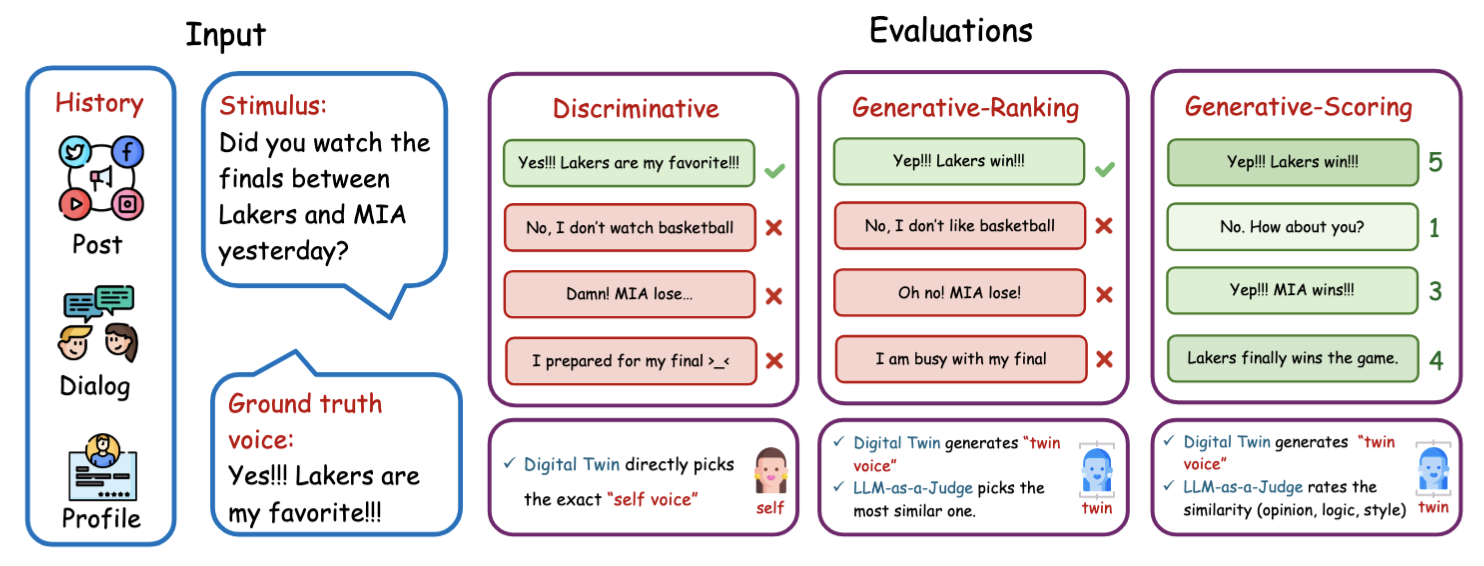 Input
Evaluations
History
Post
Dialog
Profile
Stimulus:
Did you watch the
finals between
Lakers and MIA
yesterday?
Ground truth
voice:
Yes!!! Lakers are
my favorite!!!
Discriminative
Yes!!! Lakers are my favorite!!!
No, I don't watch basketball
Damn! MIA lose...
I prepared for my final >_<
✓ Digital Twin directly picks
the exact “self voice”
self
Generative-Ranking
Yep!!! Lakers win!!!
No, I don't like basketball
Oh no! MIA lose!
I am busy with my final
✓ Digital Twin generates “twin
voice”
✓ LLM-as-a-Judge picks the
most similar one.
twin
Generative-Scoring
Yep!!! Lakers win!!! 5
No. How about you? 1
Yep!!! MIA wins!!! 3
Lakers finally wins the game. 4
✓ Digital Twin generates “twin
voice”
✓ LLM-as-a-Judge rates the
similarity (opinion, logic, style)
twin